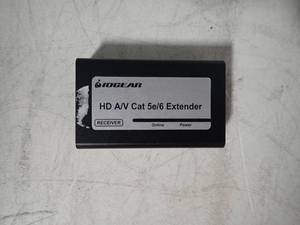 IOGEAR
HD A/V Cat 5e/6 Extender
RECEIVER
Online Power